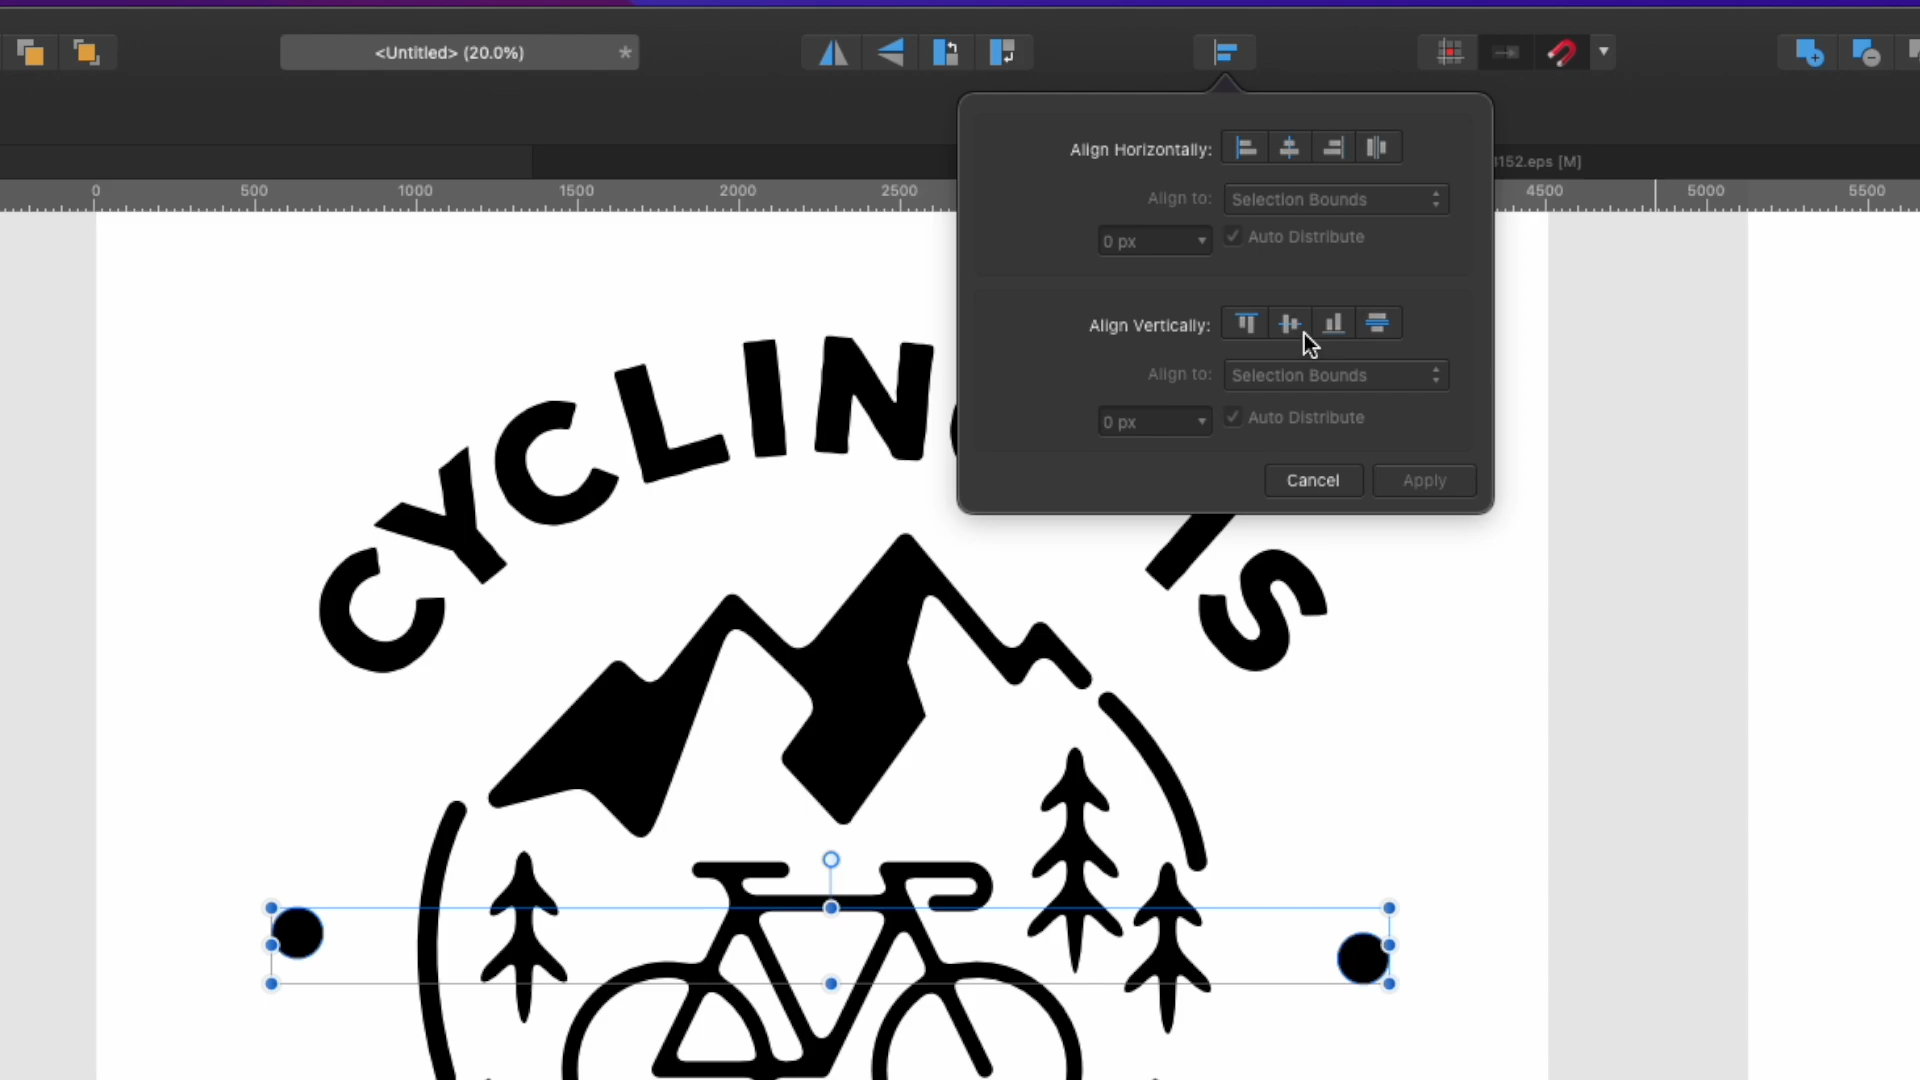 <Untitled> (20.0%)
*
Align Horizontally:
Align to: Selection Bounds
0 px Auto Distribute
Align Vertically:
Align to: Selection Bounds
0 px Auto Distribute
Cancel Apply
152.eps [M]
0 500 1000 1500 2000 2500 4500 5000 5500
CYCLIN
IS